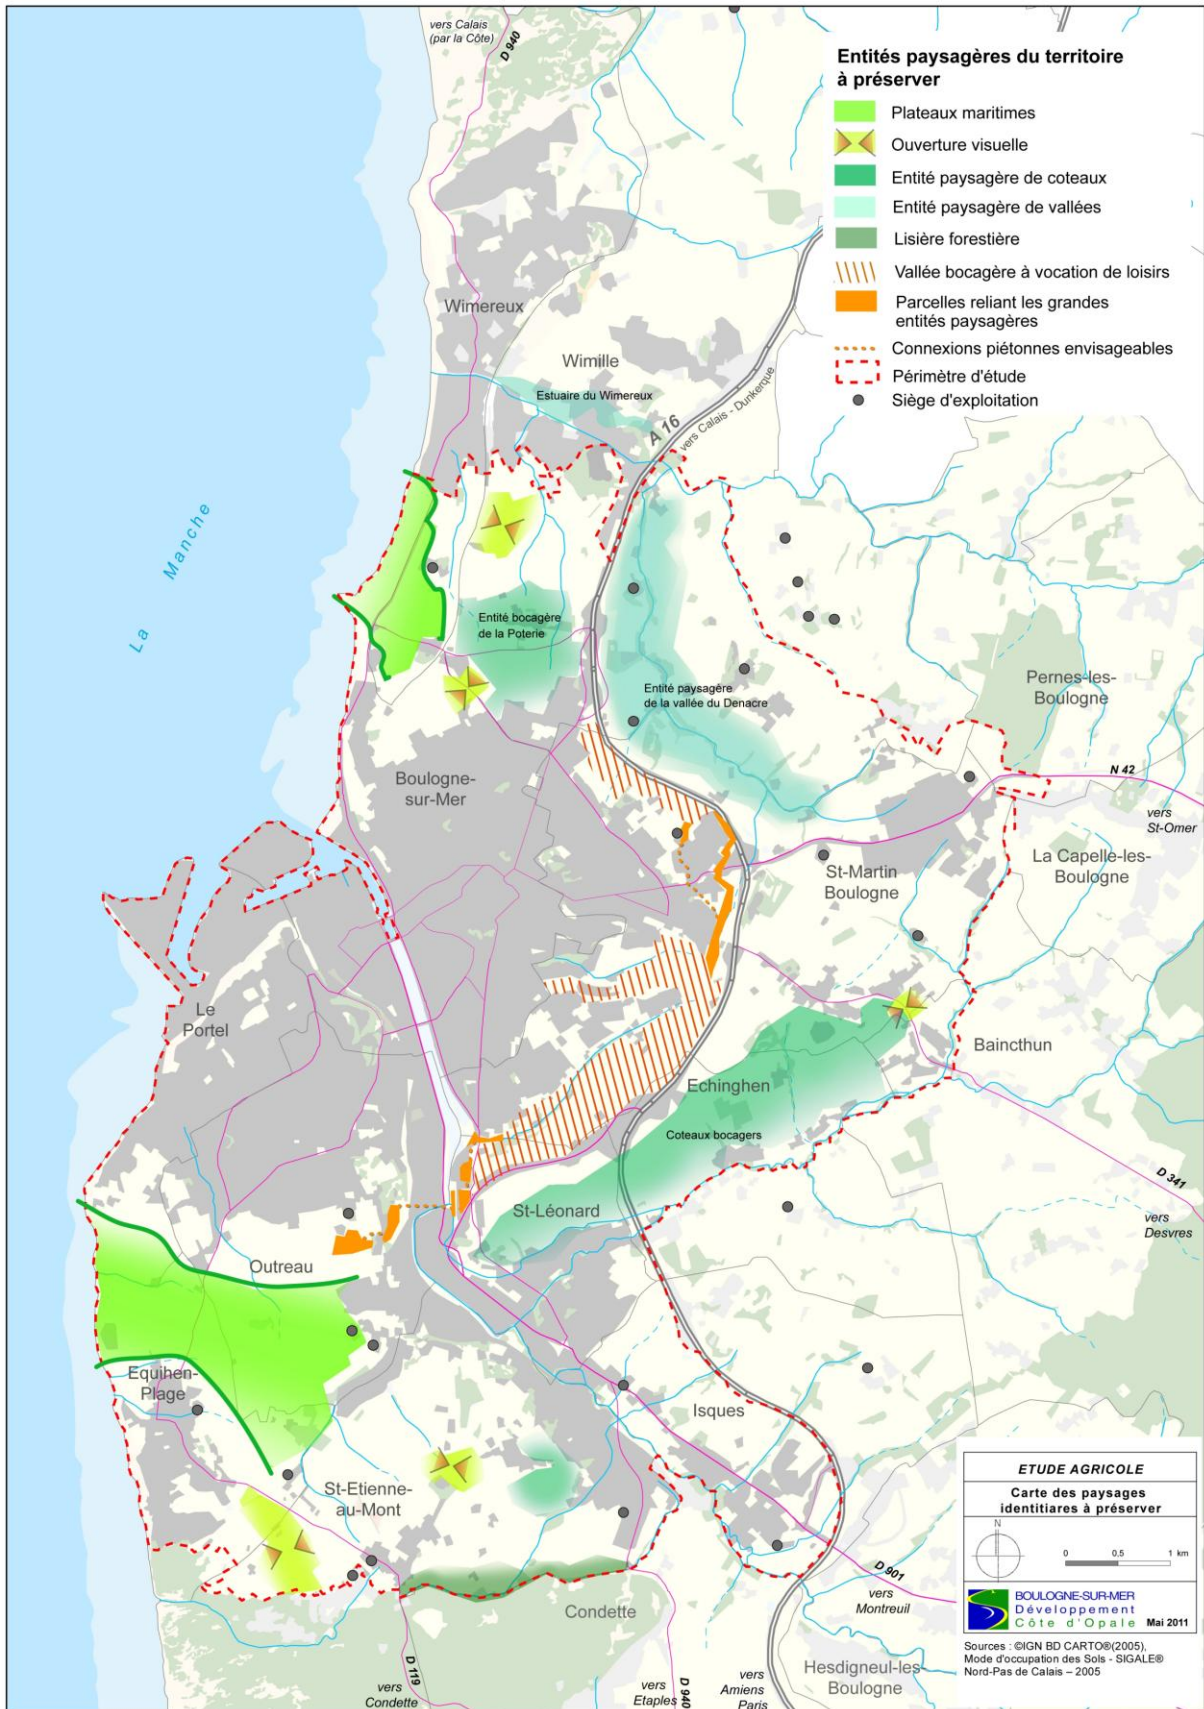 vers Calais
(par la Côte)
D 940
Entités paysagères du territoire
à préserver
Plateaux maritimes
Ouverture visuelle
Entité paysagère de coteaux
Entité paysagère de vallées
Lisière forestière
Vallée bocagère à vocation de loisirs
Parcelles reliant les grandes
entités paysagères
Connexions piétonnes envisageables
Périmètre d'étude
Siège d'exploitation
Wimereux
Wimille
Estuaire du Wimereux
A 16
vers Calais - Dunkerque
La Manche
Entité bocagère
de la Poterie
Entité paysagère
de la vallée du Denacre
Pernes-les-
Boulogne
Boulogne-
sur-Mer
N 42
vers
St-Omer
St-Martin
Boulogne
La Capelle-les-
Boulogne
Le
Portel
Baincthun
Echinghen
Coteaux bocagers
D 341
vers
Desvres
St-Léonard
Outreau
Equihen-
Plage
Isques
St-Etienne-
au-Mont
Condette
D 901
vers
Montreuil
Hesdigneul-les-
Boulogne
D 119
vers
Condette
vers
Etaples
D 940
vers
Amiens
Paris
ETUDE AGRICOLE
Carte des paysages
identitiares à préserver
N
0 0,5 1 km
BOULOGNE-SUR-MER
Développement
Côte d'Opale
Mai 2011
Sources : ©IGN BD CARTO®(2005),
Mode d'occupation des Sols - SIGALE®
Nord-Pas de Calais – 2005